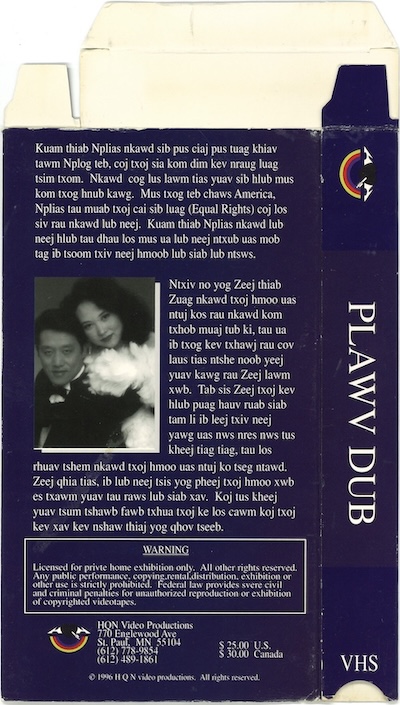 Kuam thiab Nplias nkawd sib pus ciaj pus tuag khiav
tawm Nplog teb, coj txoj sia kom dim kev nraug luag
tsim txom. Nkawd cog lus lawm tias yuav sib hlub mus
kom txog hnub kawg. Mus txog teb chaws America,
Nplias tau muab txoj cai sib luag (Equal Rights) coj los
siv rau nkawd lub neej. Kuam thiab Nplias nkawd lub
neej hlub tau dhau los mus ua lub neej ntxub uas mob
tag ib tsoom txiv neej hmoob lub siab lub ntsws.
Ntxiv no yog Zeej thiab
Zuag nkawd txoj hmoo uas
ntuj kos rau nkawd kom
txhob muaj tub ki, tau ua
ib txog kev txhawj rau cov
laus tias ntshe noob yeej
yuav kawg rau Zeej lawm
xwb. Tab sis Zeej txoj kev
hlub puag hauv ruab siab
tam li ib leej txiv neej
yawg uas nws nres nws tus
kheej tiag tiag, tau los
rhuav tshem nkawd txoj hmoo uas ntuj ko tseg ntawd.
Zeej qhia tias, ib lub neej tsis yog pheej txoj hmoo xwb
es txawm yuav tau raws lub siab xav. Koj tus kheej
yuav tsum tshawb fawb txhua txoj ke los cawm koj txoj
kev xav kev nshaw thiaj yog qhov tseeb.
WARNING
Licensed for privte home exhibition only. All other rights reserved.
Any public performance, copying,rental,distribution, exhibition or
other use is strictly prohibited. Federal law provides svere civil
and criminal penalties for unauthorized reproduction or exhibition
of copyrighted videotapes.
HQN Video Productions
770 Englewood Ave
St. Paul, MN 55104
(612) 778-9854
(612) 489-1861
$ 25.00 U.S.
$ 30.00 Canada
© 1996 H Q N video productions. All rights reserved.
PLAWV DUB
VHS